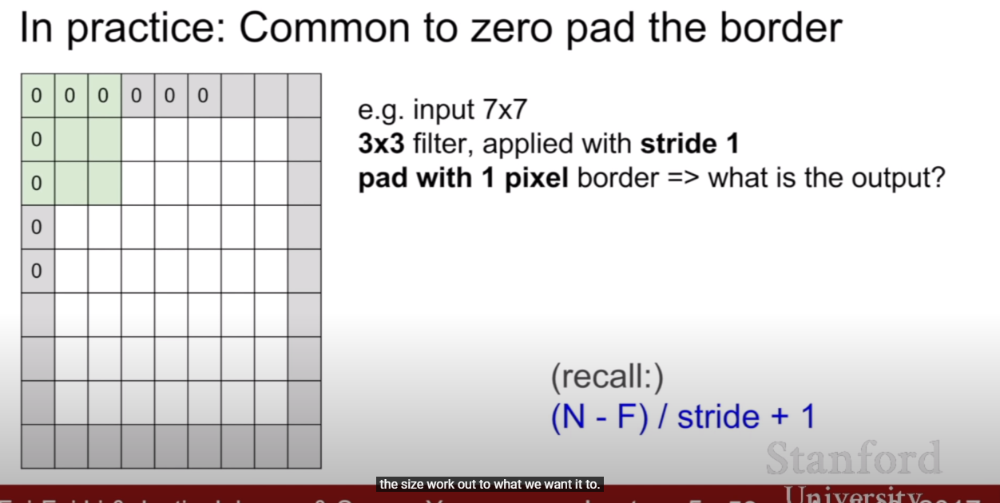 In practice: Common to zero pad the border
0 0 0 0 0 0
0
0
0
0
e.g. input 7x7
3x3 filter, applied with stride 1
pad with 1 pixel border => what is the output?
(recall:)
(N - F) / stride + 1
Stanford
University
the size work out to what we want it to.